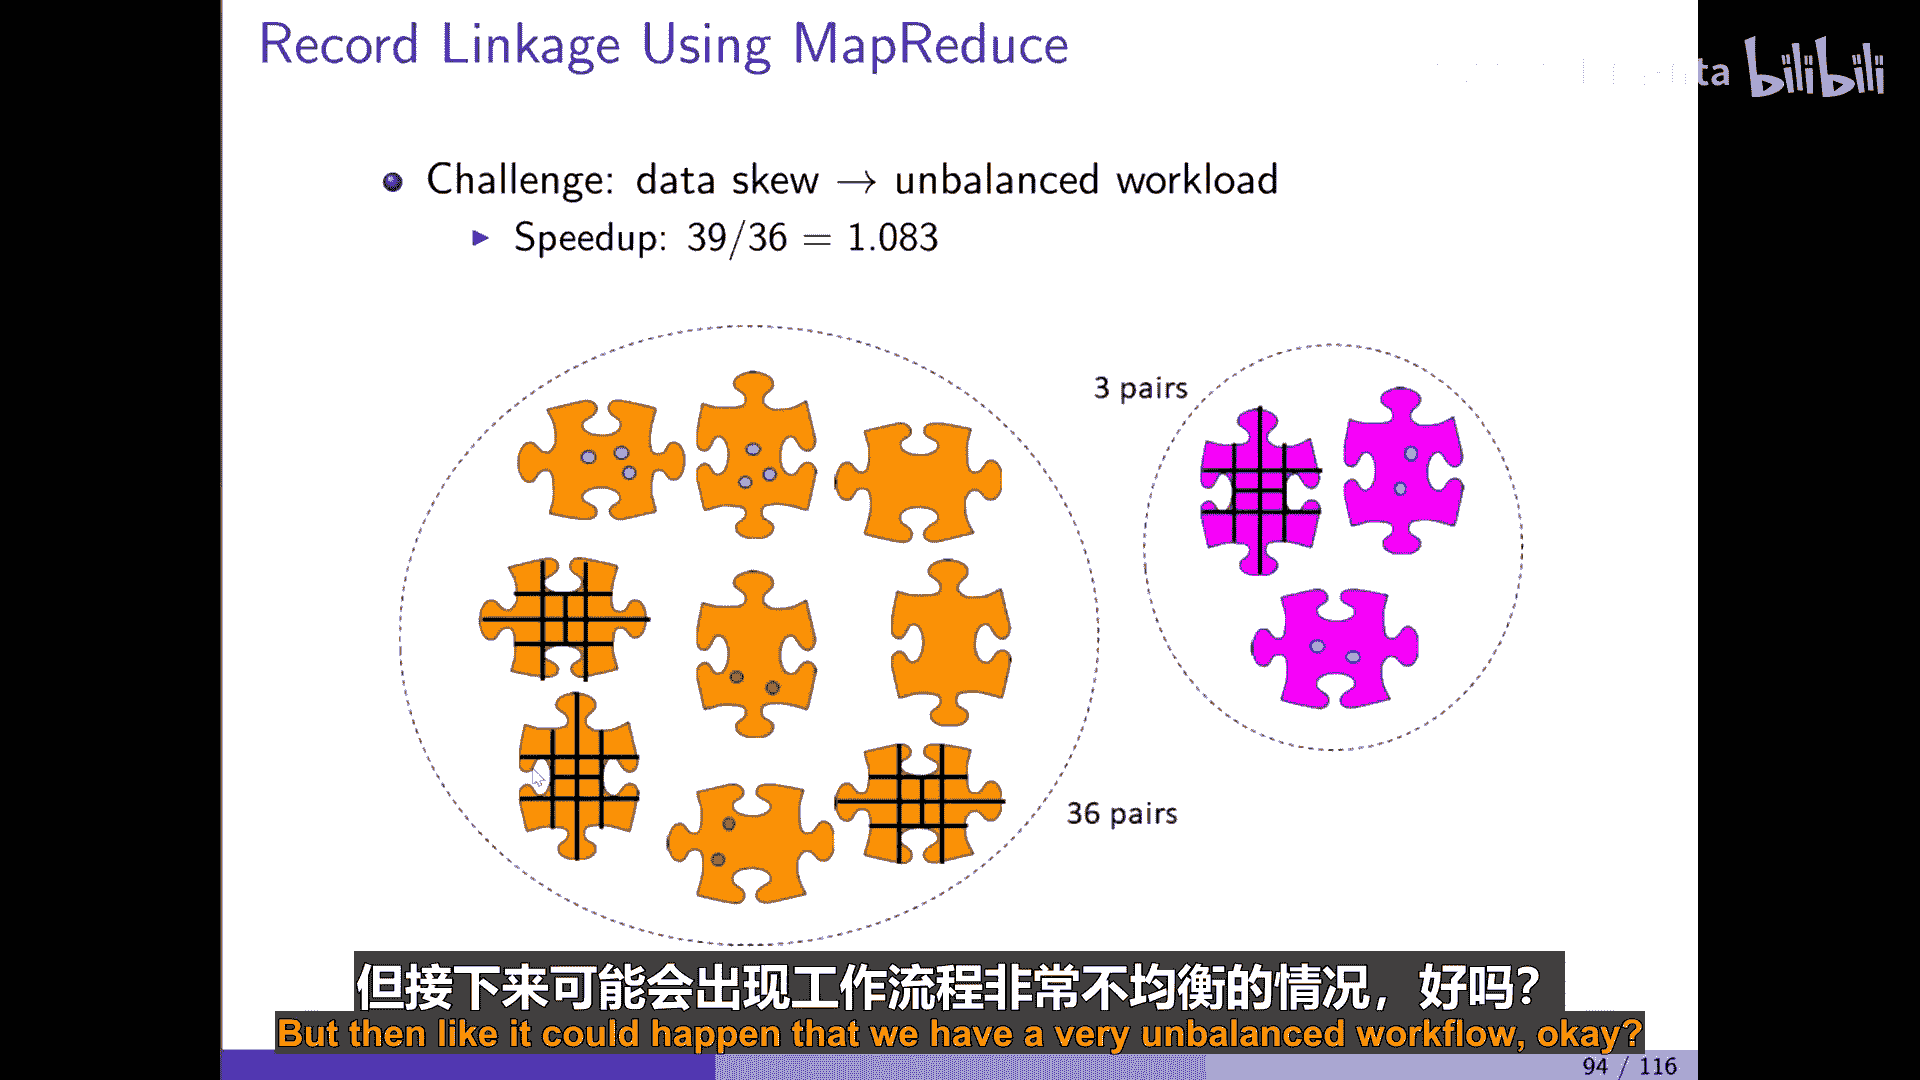 Record Linkage Using MapReduce
ta bilibili
Challenge: data skew → unbalanced workload
Speedup: 39/36 = 1.083
3 pairs
36 pairs
但接下来可能会出现工作流程非常不均衡的情况，好吗？
But then like it could happen that we have a very unbalanced workflow, okay?
94 / 116